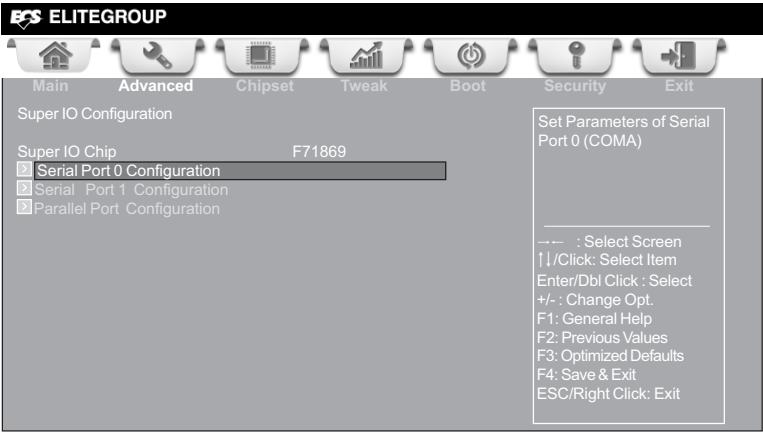 ECS ELITEGROUP
Main Advanced Chipset Tweak Boot Security Exit
Super IO Configuration
Super IO Chip F71869
> Serial Port 0 Configuration
> Serial Port 1 Configuration
> Parallel Port Configuration
Set Parameters of Serial
Port 0 (COMA)
→← : Select Screen
↑↓/Click: Select Item
Enter/Dbl Click : Select
+/- : Change Opt.
F1: General Help
F2: Previous Values
F3: Optimized Defaults
F4: Save & Exit
ESC/Right Click: Exit